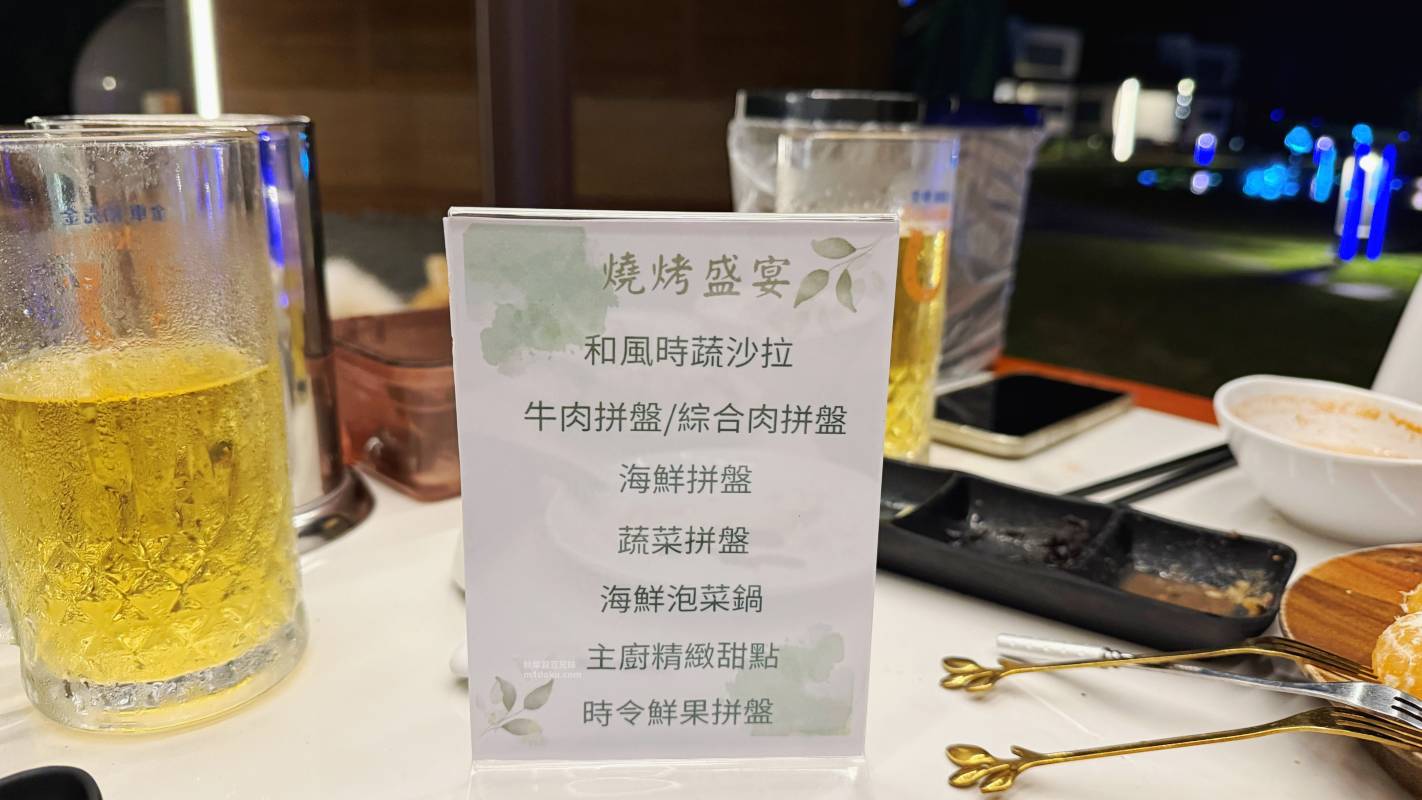 燒烤盛宴
和風時蔬沙拉
牛肉拼盤/綜合肉拼盤
海鮮拼盤
蔬菜拼盤
海鮮泡菜鍋
主廚精緻甜點
時令鮮果拼盤